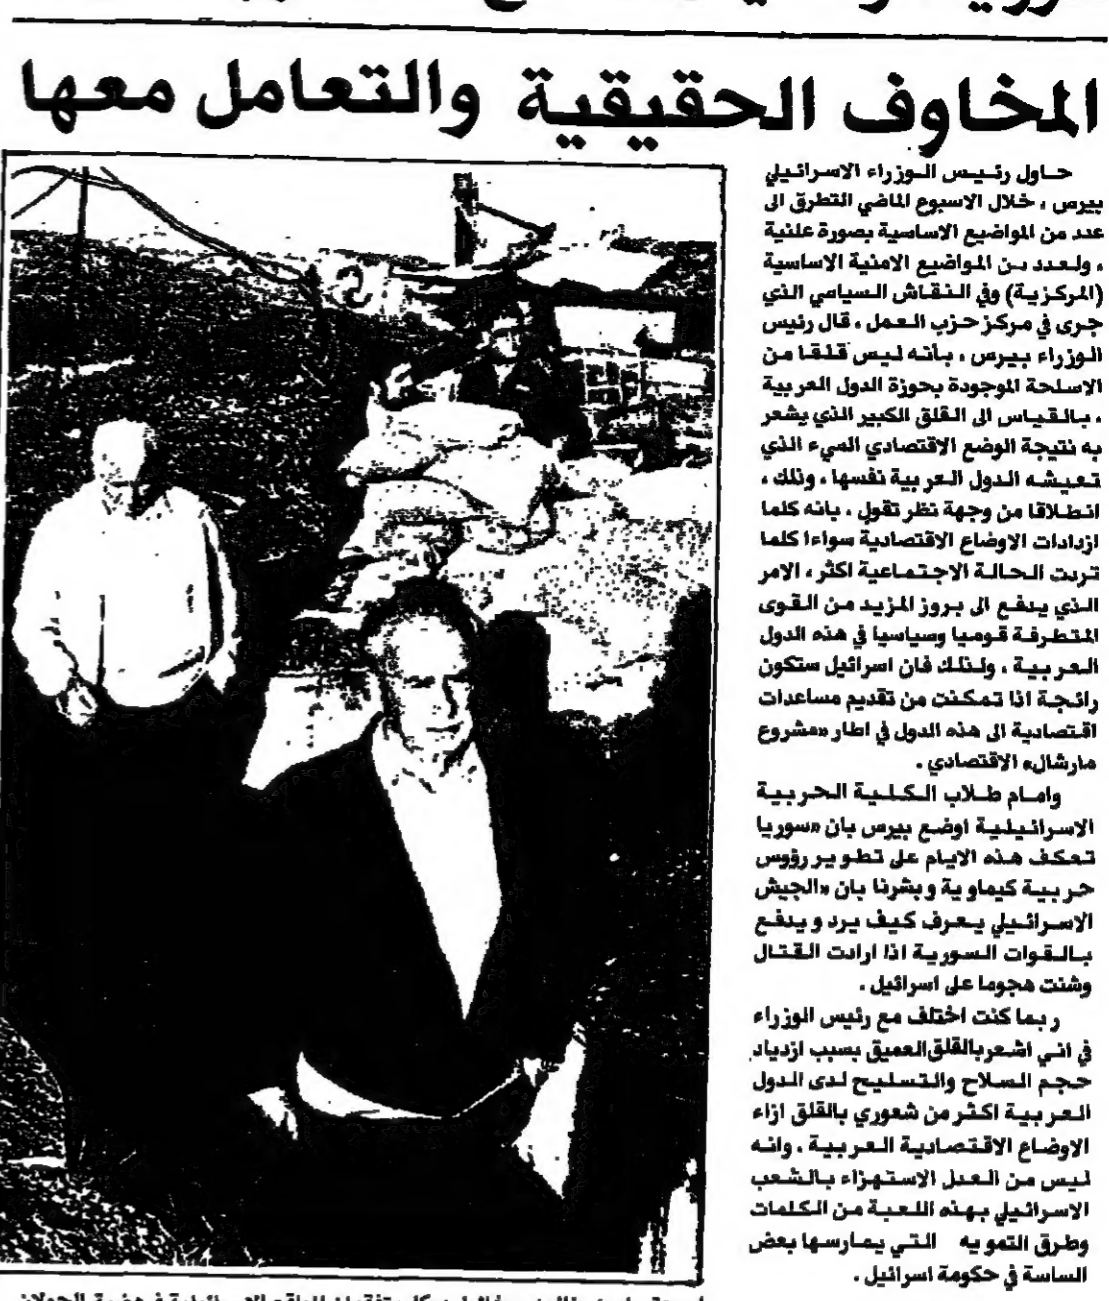 المخاوف الحقيقية والتعامل معها
حاول رئيس الوزراء الاسرائيلي
بيرس ، خلال الاسبوع الماضي التطرق الى
عدد من المواضيع الاساسية بصورة علنية
، ولعدد من المواضيع الامنية الاساسية
(المركزية) وفي النقاش السياسي الذي
جرى في مركز حزب العمل ، قال رئيس
الوزراء بيرس ، بأنه ليس قلقا من
الاسلحة الموجودة بحوزة الدول العربية
، بالقياس الى القلق الكبير الذي يشعر
به نتيجة الوضع الاقتصادي السيء الذي
تعيشه الدول العربية نفسها ، وذلك ،
انطلاقا من وجهة نظر تقول ، بانه كلما
ازدادات الاوضاع الاقتصادية سواءا كلما
تردت الحالة الاجتماعية اكثر ، الامر
الذي يدفع الى بروز المزيد من القوى
المتطرفة قوميا وسياسيا في هذه الدول
العربية ، ولذلك فان اسرائيل ستكون
رائجة اذا تمكنت من تقديم مساعدات
اقتصادية الى هذه الدول في اطار «مشروع
مارشال» الاقتصادي .
وامام طلاب الكلية الحربية
الاسرائيلية اوضع بيرس بان «سوريا
تعكف هذه الايام على تطوير رؤوس
حربية كيماوية وبشرنا بان «الجيش
الاسرائيلي يعرف كيف يرد ويدفع
بالقوات السورية اذا ارادت القتال
وشنت هجوما على اسرائيل .
ربما كنت اختلف مع رئيس الوزراء
في اني اشعر بالقلق العميق بسبب ازدياد
حجم السلاح والتسليح لدى الدول
العربية اكثر من شعوري بالقلق ازاء
الاوضاع الاقتصادية العربية ، وانه
ليس من العدل الاستهزاء بالشعب
الاسرائيلي بهذه اللعبة من الكلمات
وطرق التمويه التي يمارسها بعض
الساسة في حكومة اسرائيل .